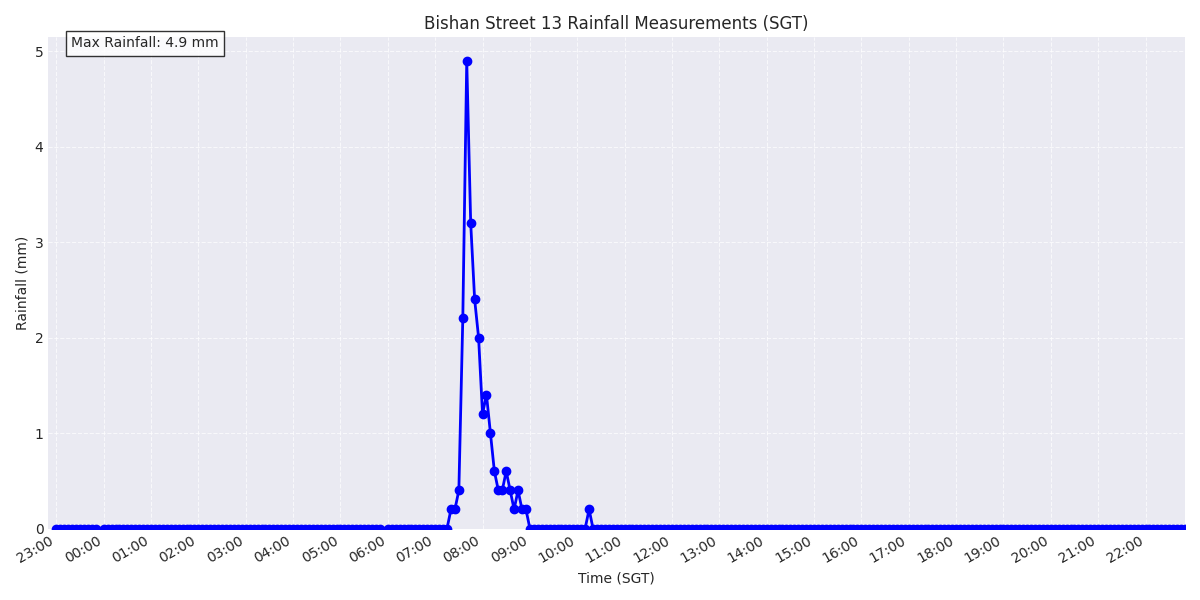 Bishan Street 13 Rainfall Measurements (SGT)
Max Rainfall: 4.9 mm
5
4
3
2
1
0
Rainfall (mm)
23:00 00:00 01:00 02:00 03:00 04:00 05:00 06:00 07:00 08:00 09:00 10:00 11:00 12:00 13:00 14:00 15:00 16:00 17:00 18:00 19:00 20:00 21:00 22:00
Time (SGT)